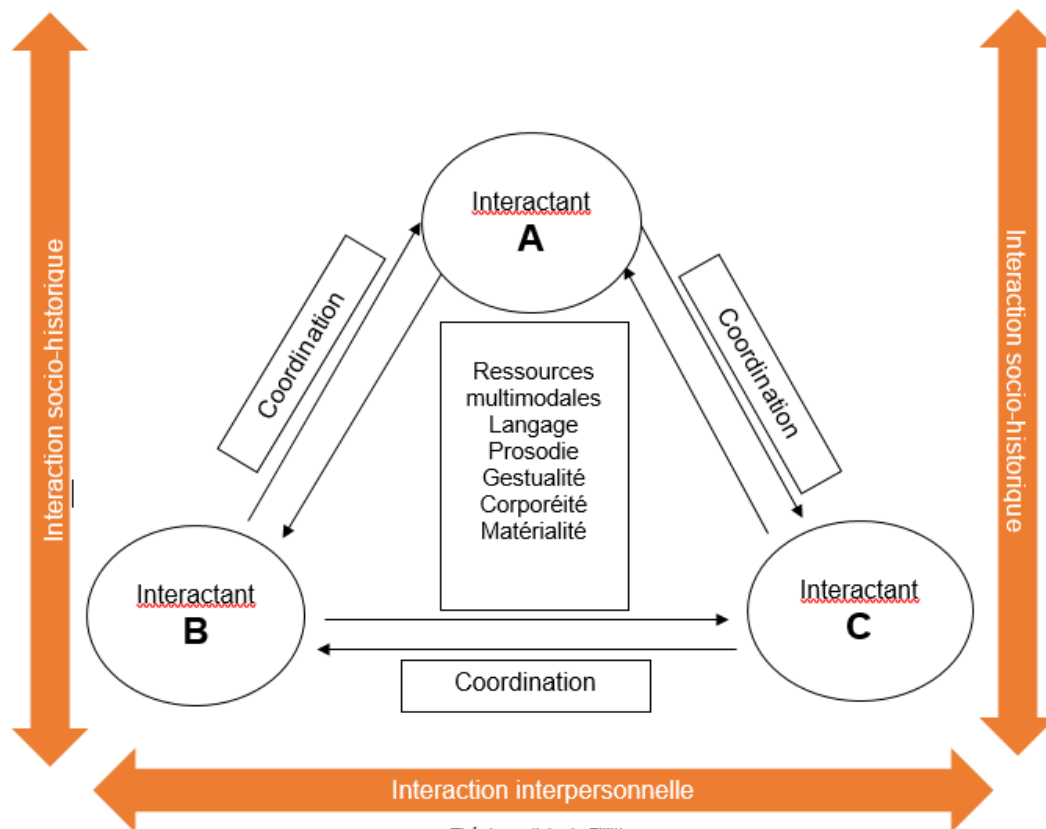 Interaction socio-historique
Interaction socio-historique
Interactant
A
Coordination
Coordination
Ressources
multimodales
Langage
Prosodie
Gestualité
Corporéité
Matérialité
Interactant
B
Interactant
C
Coordination
Interaction interpersonnelle